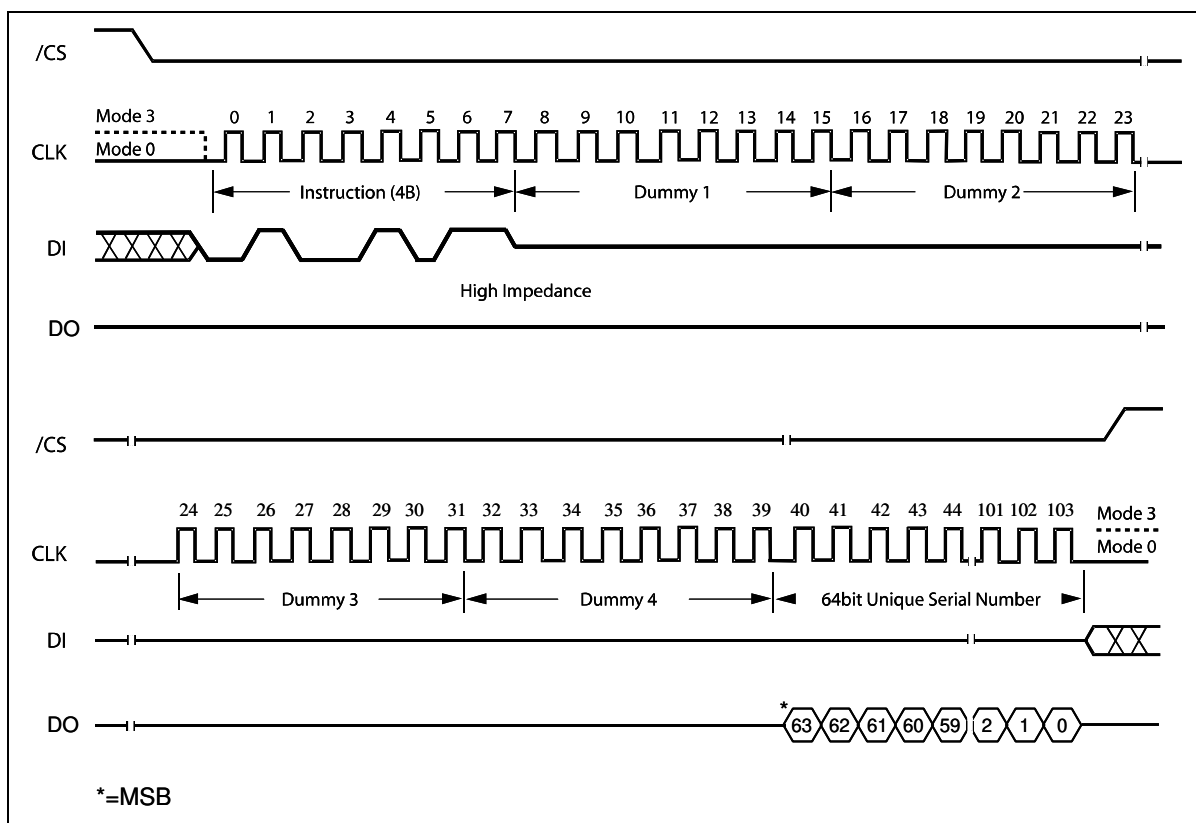 /CS
Mode 3
0 1 2 3 4 5 6 7 8 9 10 11 12 13 14 15 16 17 18 19 20 21 22 23
CLK
Mode 0
Instruction (4B)
Dummy 1
Dummy 2
DI
High Impedance
DO
/CS
24 25 26 27 28 29 30 31 32 33 34 35 36 37 38 39 40 41 42 43 44 101 102 103
Mode 3
CLK
Mode 0
Dummy 3
Dummy 4
64bit Unique Serial Number
DI
DO
* 63 62 61 60 59 2 1 0
*=MSB